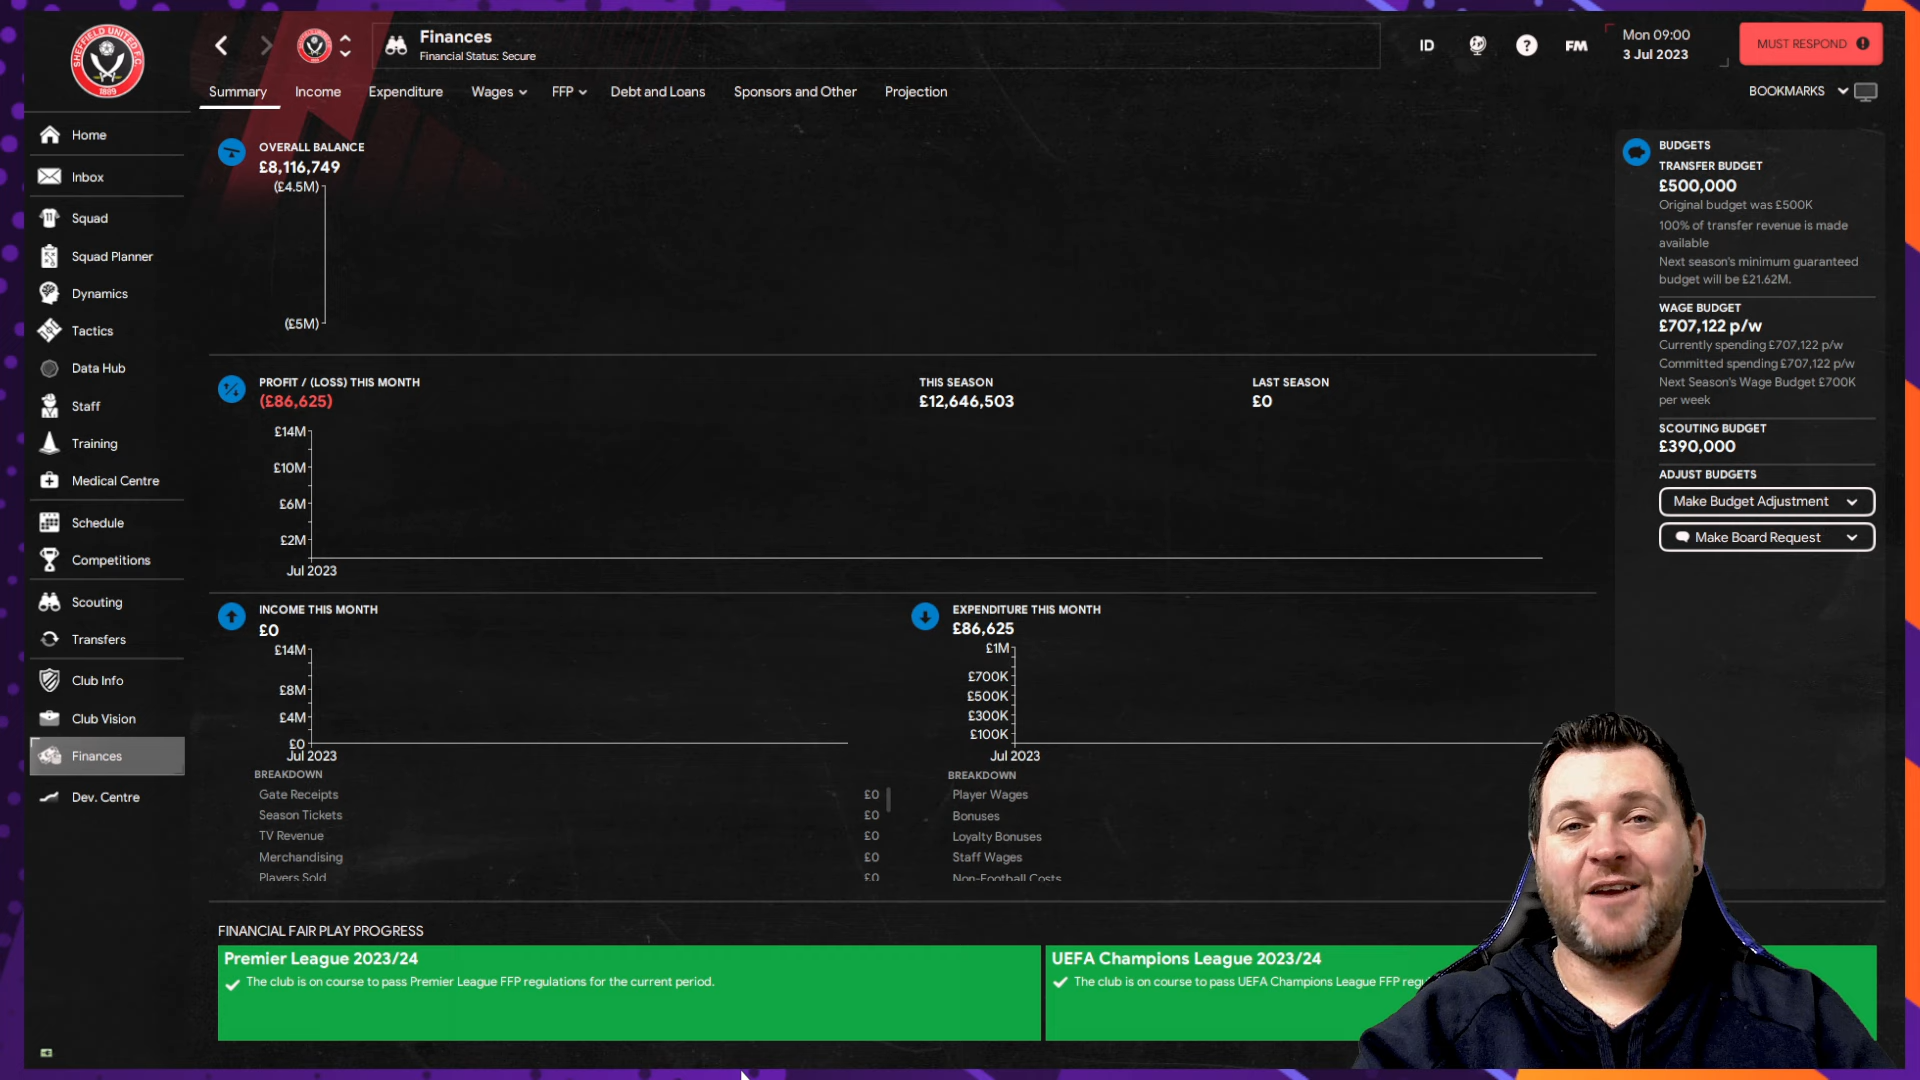 SHEFFIELD UNITED F.C.
1889
Finances
Financial Status: Secure
ID
FM
Mon 09:00
3 Jul 2023
MUST RESPOND
Summary
Income
Expenditure
Wages
FFP
Debt and Loans
Sponsors and Other
Projection
BOOKMARKS
Home
Inbox
Squad
Squad Planner
Dynamics
Tactics
Data Hub
Staff
Training
Medical Centre
Schedule
Competitions
Scouting
Transfers
Club Info
Club Vision
Finances
Dev. Centre
OVERALL BALANCE
£8,116,749
(£4.5M)
(£5M)
PROFIT / (LOSS) THIS MONTH
(£86,625)
THIS SEASON
£12,646,503
LAST SEASON
£0
£14M
£10M
£6M
£2M
Jul 2023
INCOME THIS MONTH
£0
£14M
£8M
£4M
£0
Jul 2023
BREAKDOWN
Gate Receipts £0
Season Tickets £0
TV Revenue £0
Merchandising £0
Players Sold £0
EXPENDITURE THIS MONTH
£86,625
£1M
£700K
£500K
£300K
£100K
Jul 2023
BREAKDOWN
Player Wages
Bonuses
Loyalty Bonuses
Staff Wages
Non-Football Costs
BUDGETS
TRANSFER BUDGET
£500,000
Original budget was £500K
100% of transfer revenue is made
available
Next season's minimum guaranteed
budget will be £21.62M.
WAGE BUDGET
£707,122 p/w
Currently spending £707,122 p/w
Committed spending £707,122 p/w
Next Season's Wage Budget £700K
per week
SCOUTING BUDGET
£390,000
ADJUST BUDGETS
Make Budget Adjustment
Make Board Request
FINANCIAL FAIR PLAY PROGRESS
Premier League 2023/24
The club is on course to pass Premier League FFP regulations for the current period.
UEFA Champions League 2023/24
The club is on course to pass UEFA Champions League FFP